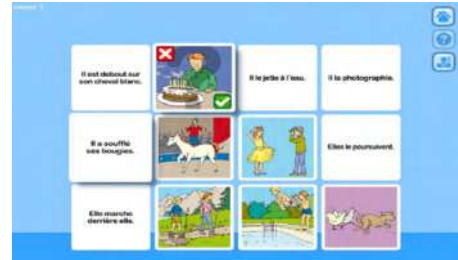 Il est debout sur
son cheval blanc.
Il le jette à l'eau.
Il la photographie.
Il a soufflé
ses bougies.
Elles le poursuivent.
Elle marche
derrière elle.